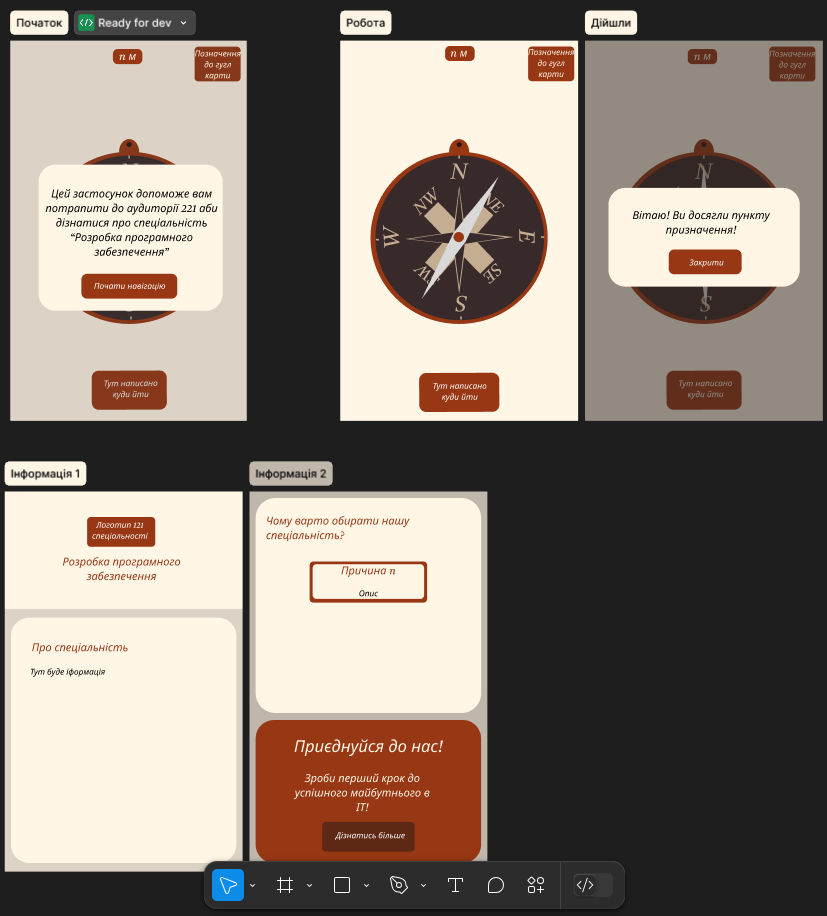 Початок
Ready for dev
Робота
Дійшли
n м
Позначення
до гугл
карти
Цей застосунок допоможе вам
потрапити до аудиторії 221 аби
дізнатися про спеціальність
“Розробка програмного
забезпечення”
Почати навігацію
Тут написано
куди йти
n м
Позначення
до гугл
карти
N
NW
NE
W
E
SW
SE
S
Тут написано
куди йти
n м
Позначення
до гугл
карти
N
Вітаю! Ви досягли пункту
призначення!
Закрити
S
Тут написано
куди йти
Інформація 1
Інформація 2
Логотип 121
спеціальності
Розробка програмного
забезпечення
Про спеціальність
Тут буде іформація
Чому варто обирати нашу
спеціальність?
Причина n
Опис
Приєднуйся до нас!
Зроби перший крок до
успішного майбутнього в
ІТ!
Дізнатись більше